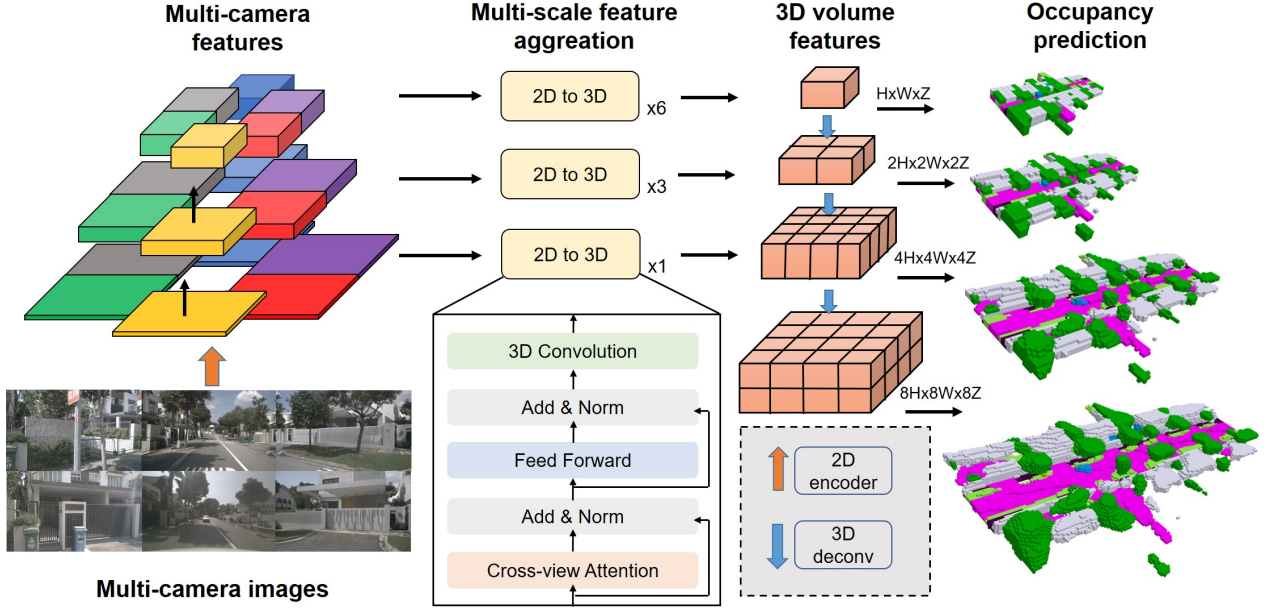 Multi-camera
features
Multi-scale feature
aggreation
3D volume
features
Occupancy
prediction
2D to 3D
x6
HxWxZ
2D to 3D
x3
2Hx2Wx2Z
2D to 3D
x1
4Hx4Wx4Z
3D Convolution
Add & Norm
Feed Forward
Add & Norm
Cross-view Attention
8Hx8Wx8Z
2D
encoder
3D
deconv
Multi-camera images